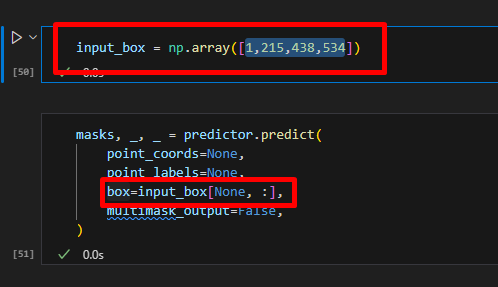 input_box = np.array([1,215,438,534])
[50]
0.0s
masks, _, _ = predictor.predict(
point_coords=None,
point_labels=None,
box=input_box[None, :],
multimask_output=False,
)
[51]
0.0s